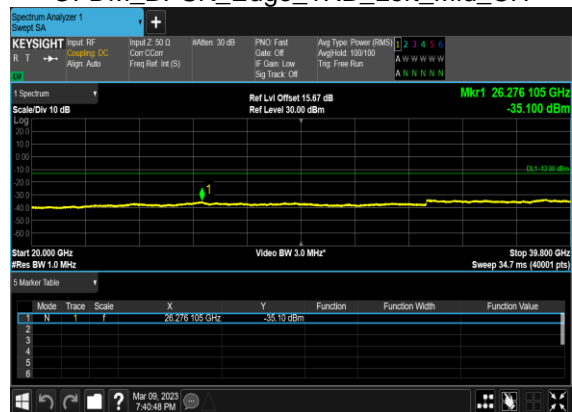 Spectrum Analyzer 1
Swept SA
+
KEYSIGHT
R T
LW
Input: RF
Coupling: DC
Align: Auto
Input Z: 50 Ω
Corr CCorr
Freq Ref: Int (S)
#Atten: 30 dB
PNO: Fast
Gate: Off
IF Gain: Low
Sig Track: Off
Avg Type: Power (RMS)
Avg|Hold: 100/100
Trig: Free Run
1 2 3 4 5 6
A W W W W W
A N N N N N
1 Spectrum
Scale/Div 10 dB
Ref Lvl Offset 15.67 dB
Ref Level 30.00 dBm
Mkr1 26.276 105 GHz
-35.100 dBm
Log
20.0
10.0
0.00
-10.0
-20.0
-30.0
-40.0
-50.0
-60.0
DL1 -13.00 dBm
1
Start 20.000 GHz
#Res BW 1.0 MHz
Video BW 3.0 MHz*
Stop 39.800 GHz
Sweep 34.7 ms (40001 pts)
5 Marker Table
Mode Trace Scale X Y Function Function Width Function Value
1 N 1 f 26.276 105 GHz -35.10 dBm
2
3
4
5
6
?
Mar 09, 2023
7:40:48 PM